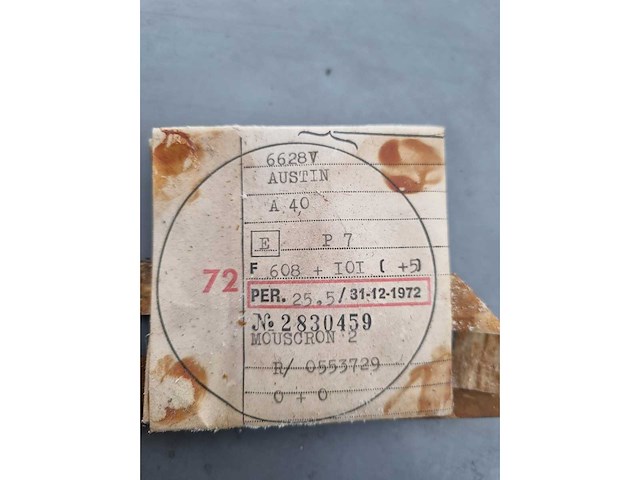 6628V
AUSTIN
A 40
E P 7
F 608 + IOI ( +5)
72
PER. 25.5/ 31-12-1972
№ 2830459
MOUSCRON 2
R/ 0553729
0 + 0